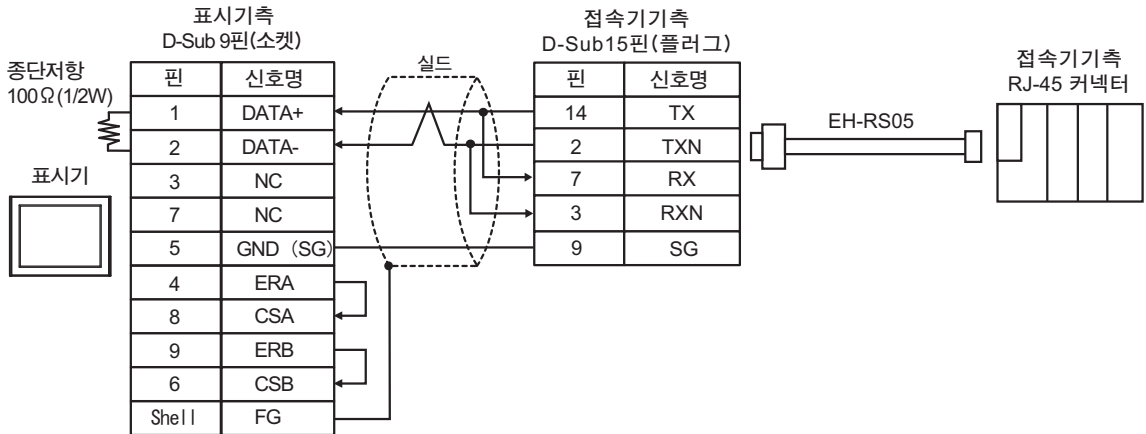 표시기측
D-Sub 9핀(소켓)
종단저항
100Ω(1/2W)
표시기
핀 신호명
1 DATA+
2 DATA-
3 NC
7 NC
5 GND (SG)
4 ERA
8 CSA
9 ERB
6 CSB
Shell FG
실드
접속기기측
D-Sub15핀(플러그)
핀 신호명
14 TX
2 TXN
7 RX
3 RXN
9 SG
EH-RS05
접속기기측
RJ-45 커넥터